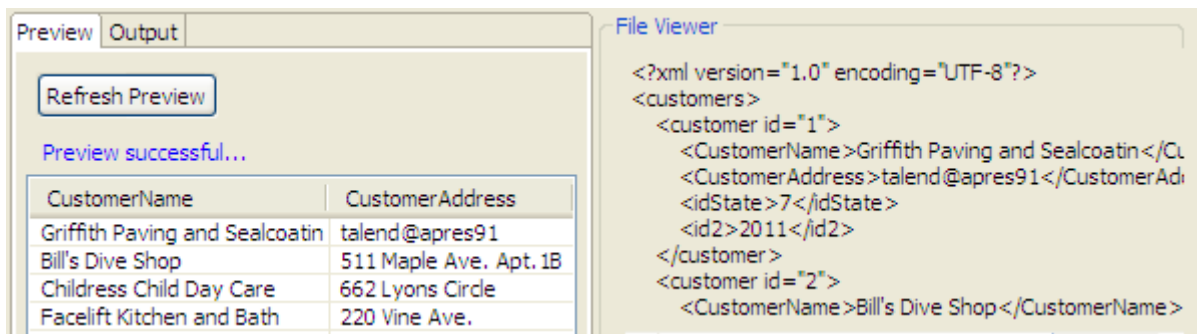 Preview Output
Refresh Preview
Preview successful...
CustomerName CustomerAddress
Griffith Paving and Sealcoatin talend@apres91
Bill's Dive Shop 511 Maple Ave. Apt. 1B
Childress Child Day Care 662 Lyons Circle
Facelift Kitchen and Bath 220 Vine Ave.
File Viewer
<?xml version="1.0" encoding="UTF-8"?>
<customers>
<customer id="1">
<CustomerName>Griffith Paving and Sealcoatin</Cu
<CustomerAddress>talend@apres91</CustomerAd
<idState>7</idState>
<id2>2011</id2>
</customer>
<customer id="2">
<CustomerName>Bill's Dive Shop</CustomerName>